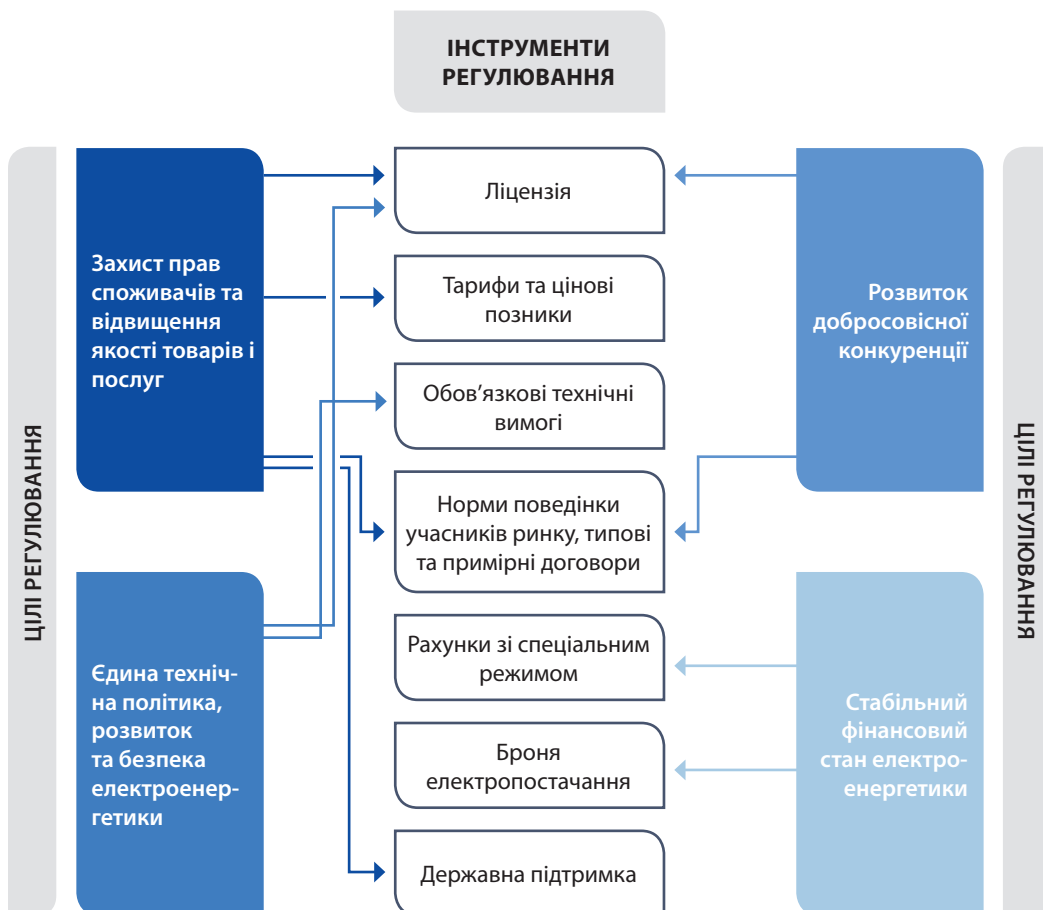 ІНСТРУМЕНТИ
РЕГУЛЮВАННЯ
ЦІЛІ РЕГУЛЮВАННЯ
Захист прав
споживачів та
відвищення
якості товарів і
послуг
Єдина техніч-
на політика,
розвиток
та безпека
електроенер-
гетики
Ліцензія
Тарифи та цінові
позники
Обов’язкові технічні
вимогі
Норми поведінки
учасників ринку, типові
та примірні договори
Рахунки зі спеціальним
режимом
Броня
електропостачання
Державна підтримка
Розвиток
добросовісної
конкуренції
Стабільний
фінансовий
стан електро-
енергетики
ЦІЛІ РЕГУЛЮВАННЯ